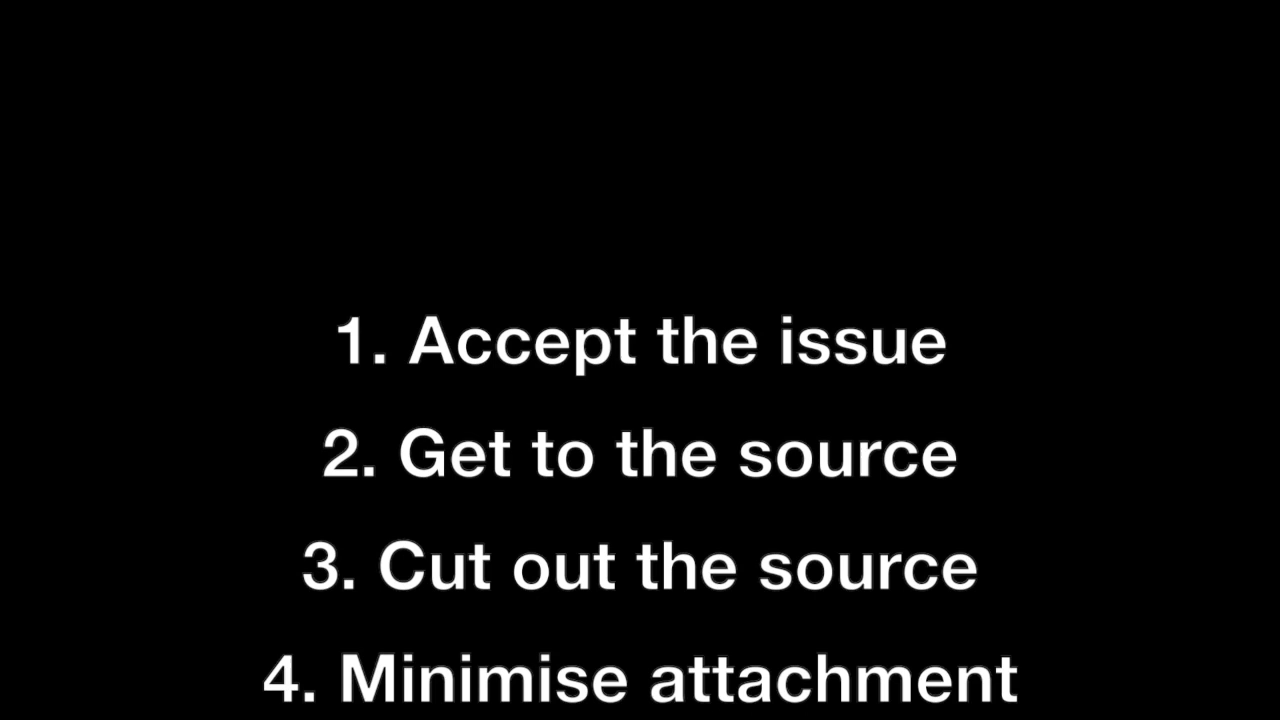 1. Accept the issue
2. Get to the source
3. Cut out the source
4. Minimise attachment